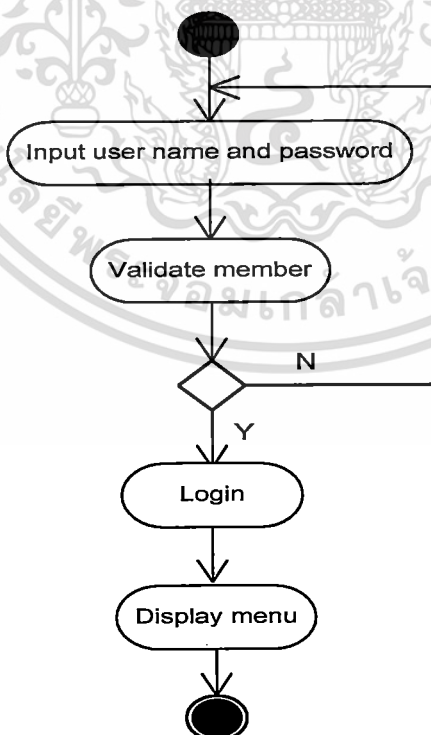 Input user name and password
Validate member
N
Y
Login
Display menu